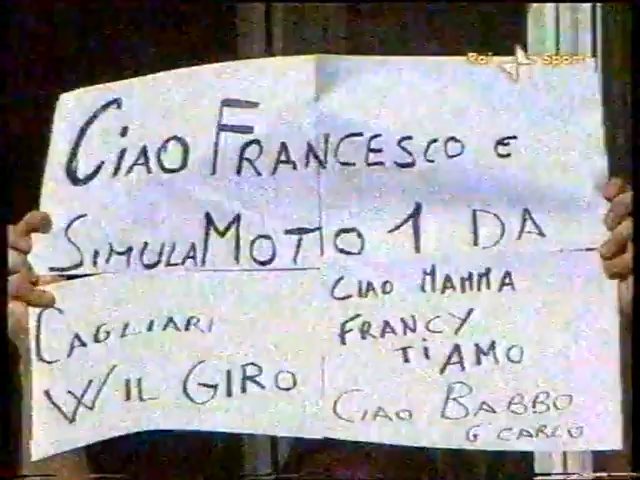 Rai Sport
CIAO FRANCESCO E
SIMULAMOTO 1 DA
CAGLIARI
W IL GIRO
CIAO MAMMA
FRANCY
TI AMO
CIAO BABBO
G CARLO